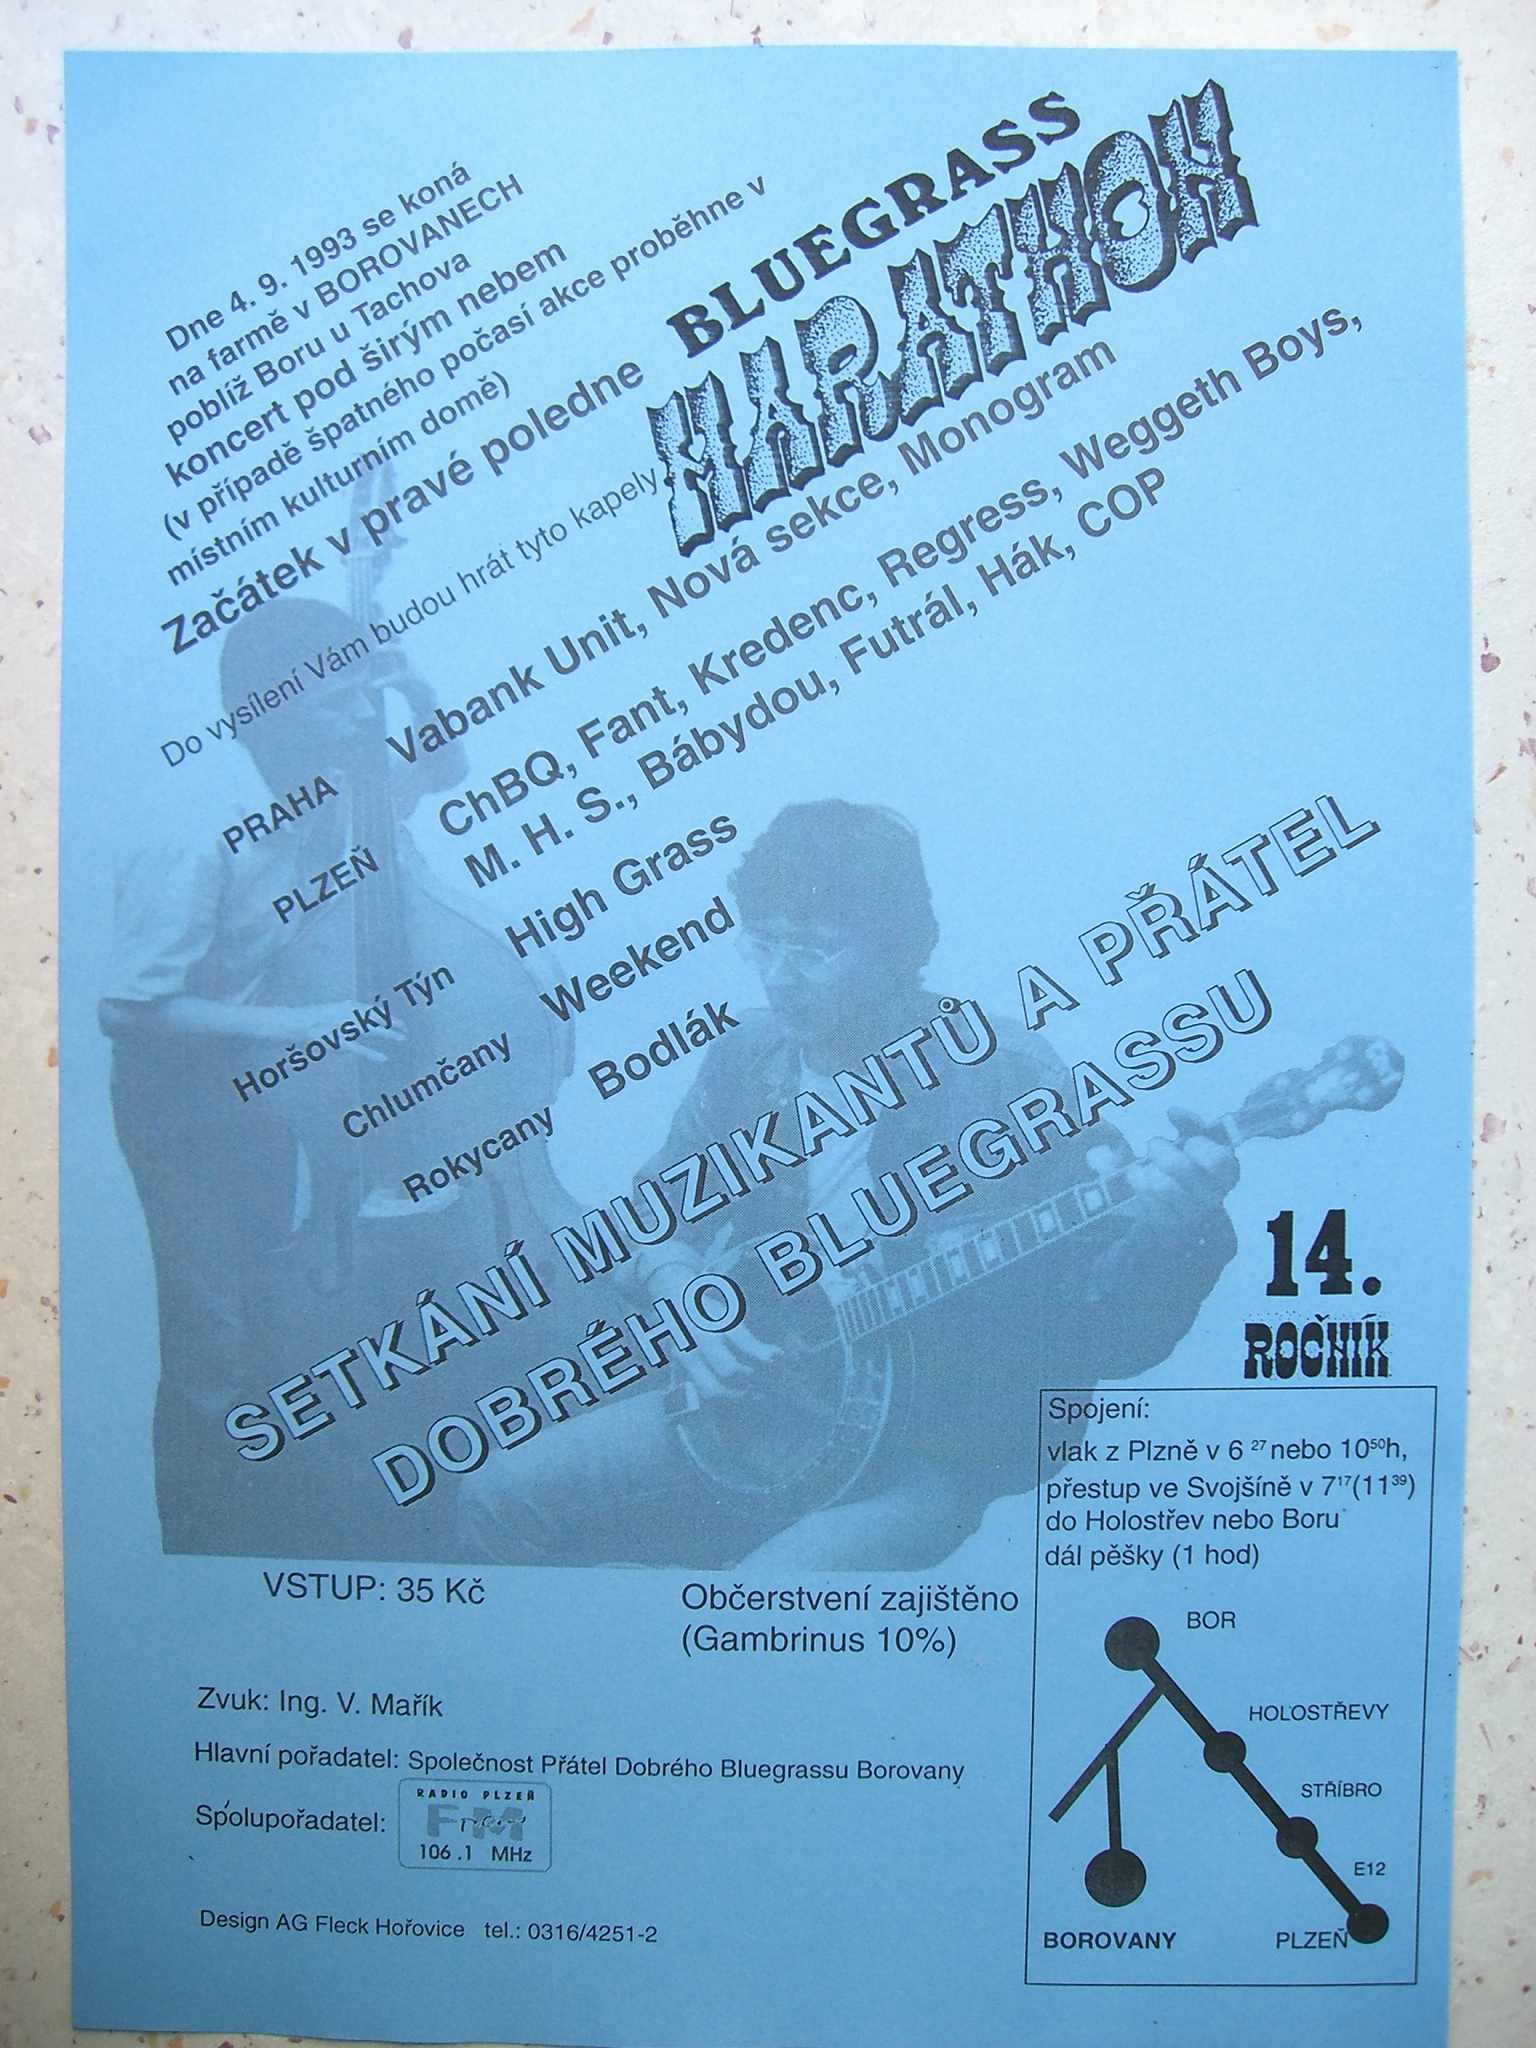 Dne 4. 9. 1993 se koná
na farmě v BOROVANECH
poblíž Boru u Tachova
koncert pod širým nebem
(v případě špatného počasí akce proběhne v
místním kulturním domě)
Začátek v pravé poledne
BLUEGRASS
MARATHON
Do vysílení Vám budou hrát tyto kapely
PRAHA Vabank Unit, Nová sekce, Monogram
PLZEŇ ChBQ, Fant, Kredenc, Regress, Weggeth Boys,
M. H. S., Bábydou, Futrál, Hák, COP
Horšovský Týn High Grass
Chlumčany Weekend
Rokycany Bodlák
SETKÁNÍ MUZIKANTŮ A PŘÁTEL
DOBRÉHO BLUEGRASSU
14.
ROČNÍK
Spojení:
vlak z Plzně v 6 27 nebo 10 50h,
přestup ve Svojšíně v 7 17 (11 39)
do Holostřev nebo Boru
dál pěšky (1 hod)
BOR
HOLOSTŘEVY
STŘÍBRO
E12
BOROVANY
PLZEŇ
VSTUP: 35 Kč
Občerstvení zajištěno
(Gambrinus 10%)
Zvuk: Ing. V. Mařík
Hlavní pořadatel: Společnost Přátel Dobrého Bluegrassu Borovany
Spolupořadatel:
RADIO PLZEŇ
FM
106.1 MHz
Design AG Fleck Hořovice tel.: 0316/4251-2